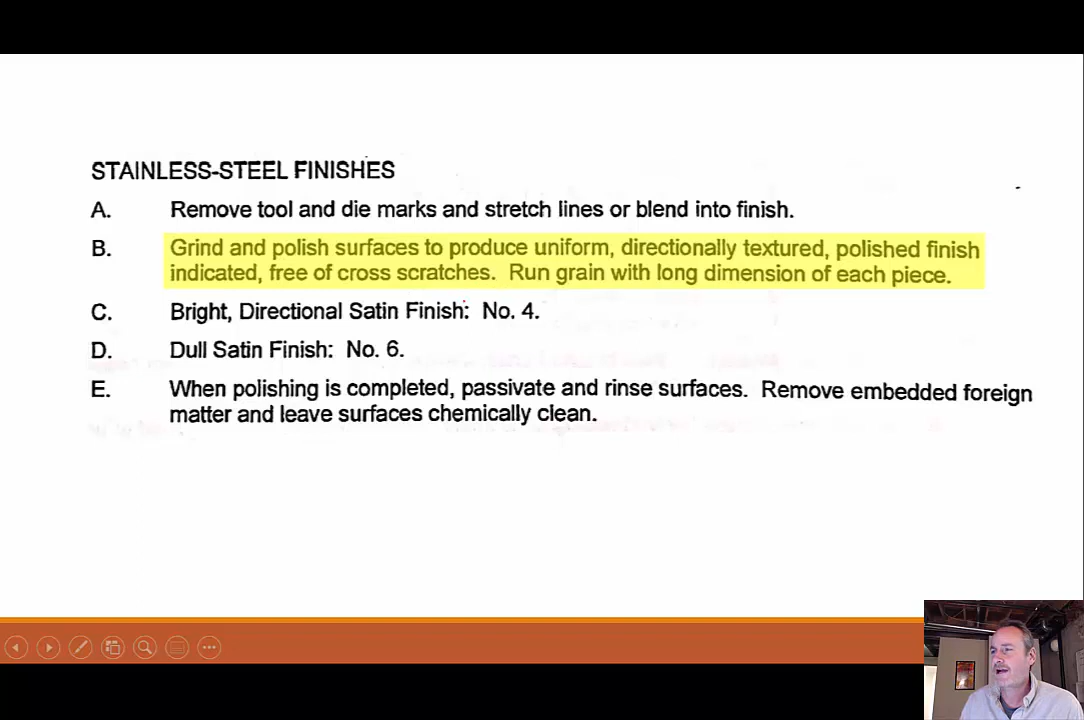 STAINLESS-STEEL FINISHES
A. Remove tool and die marks and stretch lines or blend into finish.
B. Grind and polish surfaces to produce uniform, directionally textured, polished finish
indicated, free of cross scratches. Run grain with long dimension of each piece.
C. Bright, Directional Satin Finish: No. 4.
D. Dull Satin Finish: No. 6.
E. When polishing is completed, passivate and rinse surfaces. Remove embedded foreign
matter and leave surfaces chemically clean.